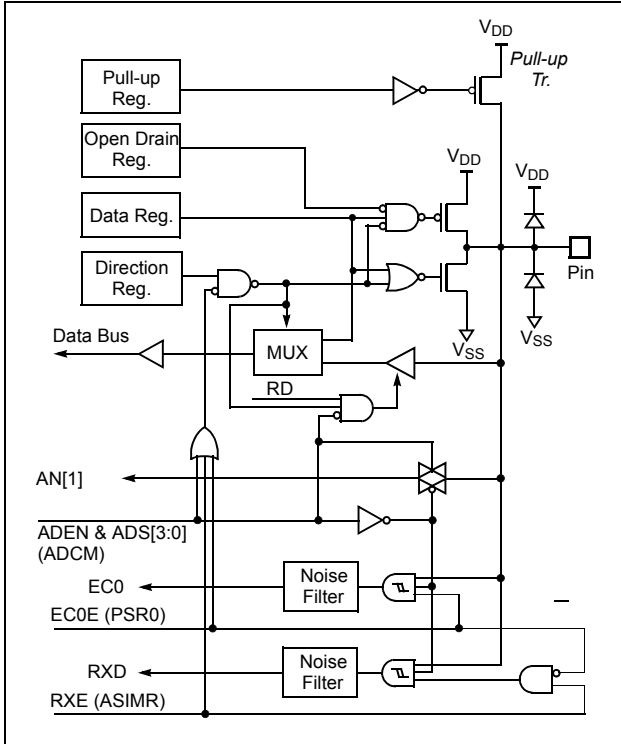 VDD
Pull-up
Tr.
Pull-up
Reg.
Open Drain
Reg.
VDD
VDD
Data Reg.
Direction
Reg.
Pin
Data Bus
MUX
VSS
VSS
RD
AN[1]
ADEN & ADS[3:0]
(ADCM)
EC0
Noise
Filter
EC0E (PSR0)
RXD
Noise
Filter
RXE (ASIMR)